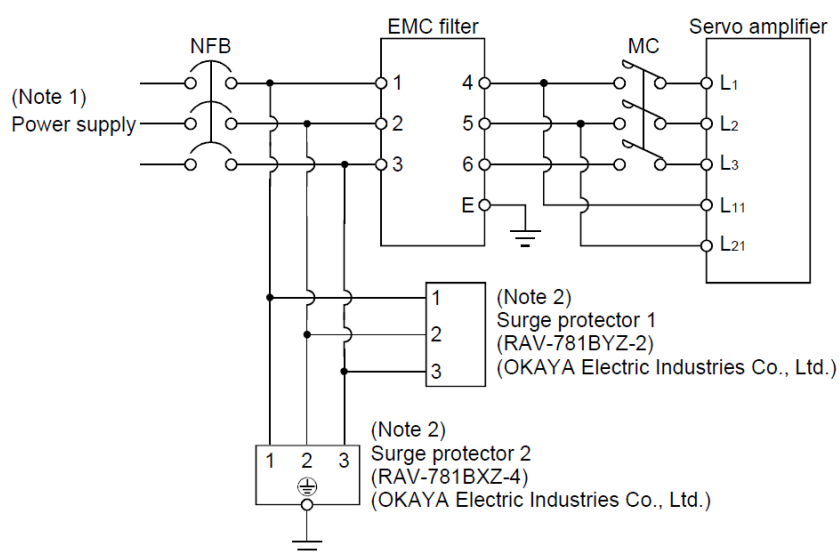 EMC filter
Servo amplifier
NFB
MC
(Note 1)
Power supply
1
4
L1
2
5
L2
3
6
L3
E
L11
L21
1
2
3
(Note 2)
Surge protector 1
(RAV-781BYZ-2)
(OKAYA Electric Industries Co., Ltd.)
1 2 3
(Note 2)
Surge protector 2
(RAV-781BXZ-4)
(OKAYA Electric Industries Co., Ltd.)